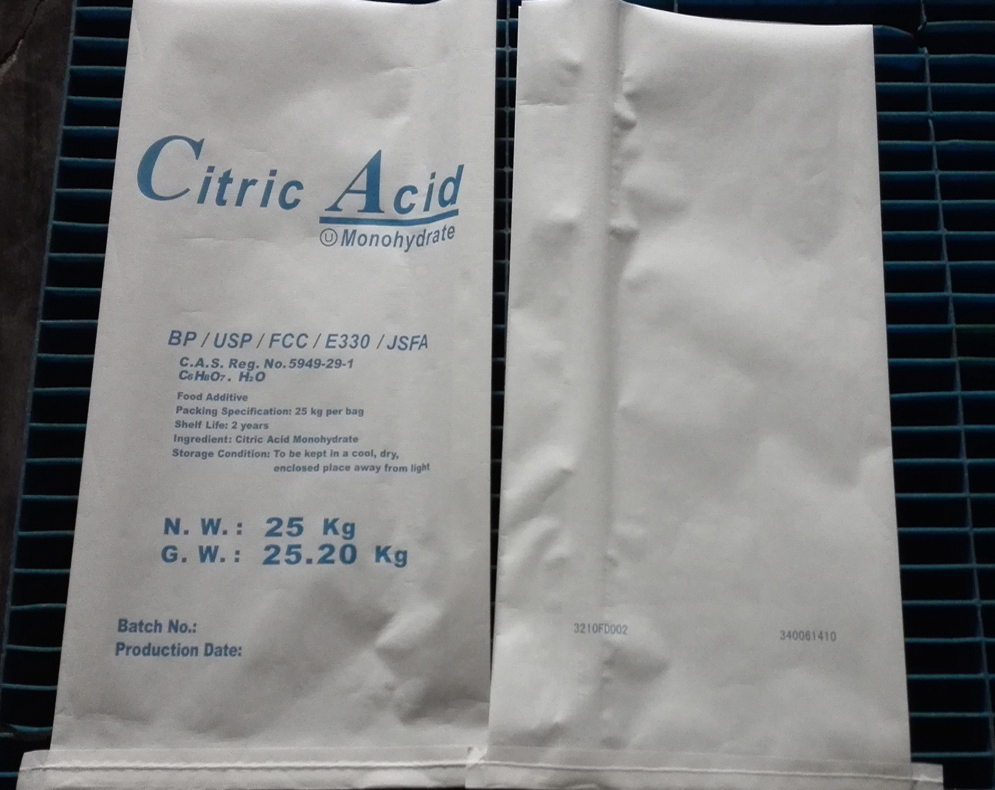 Citric Acid
Ⓤ Monohydrate
BP / USP / FCC / E330 / JSFA
C.A.S. Reg. No. 5949-29-1
C₆H₈O₇. H₂O
Food Additive
Packing Specification: 25 kg per bag
Shelf Life: 2 years
Ingredient: Citric Acid Monohydrate
Storage Condition: To be kept in a cool, dry,
enclosed place away from light
N. W.: 25 Kg
G. W.: 25.20 Kg
Batch No.:
Production Date:
3210FD002
340061410